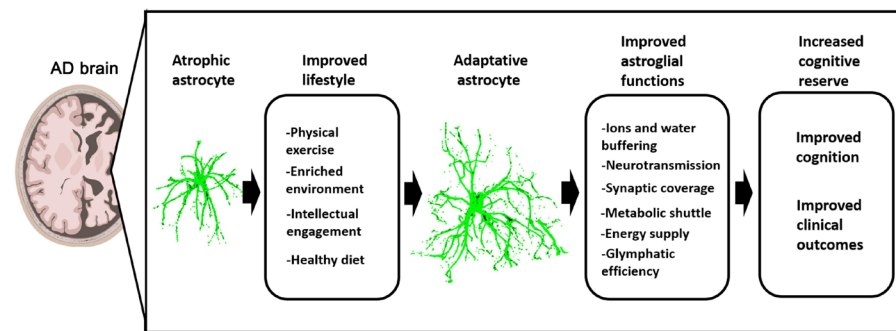 AD brain
Atrophic
astrocyte
Improved
lifestyle
-Physical
exercise
-Enriched
environment
-Intellectual
engagement
-Healthy diet
Adaptative
astrocyte
Improved
astroglial
functions
-Ions and water
buffering
-Neurotransmission
-Synaptic coverage
-Metabolic shuttle
-Energy supply
-Glymphatic
efficiency
Increased
cognitive
reserve
Improved
cognition
Improved
clinical
outcomes